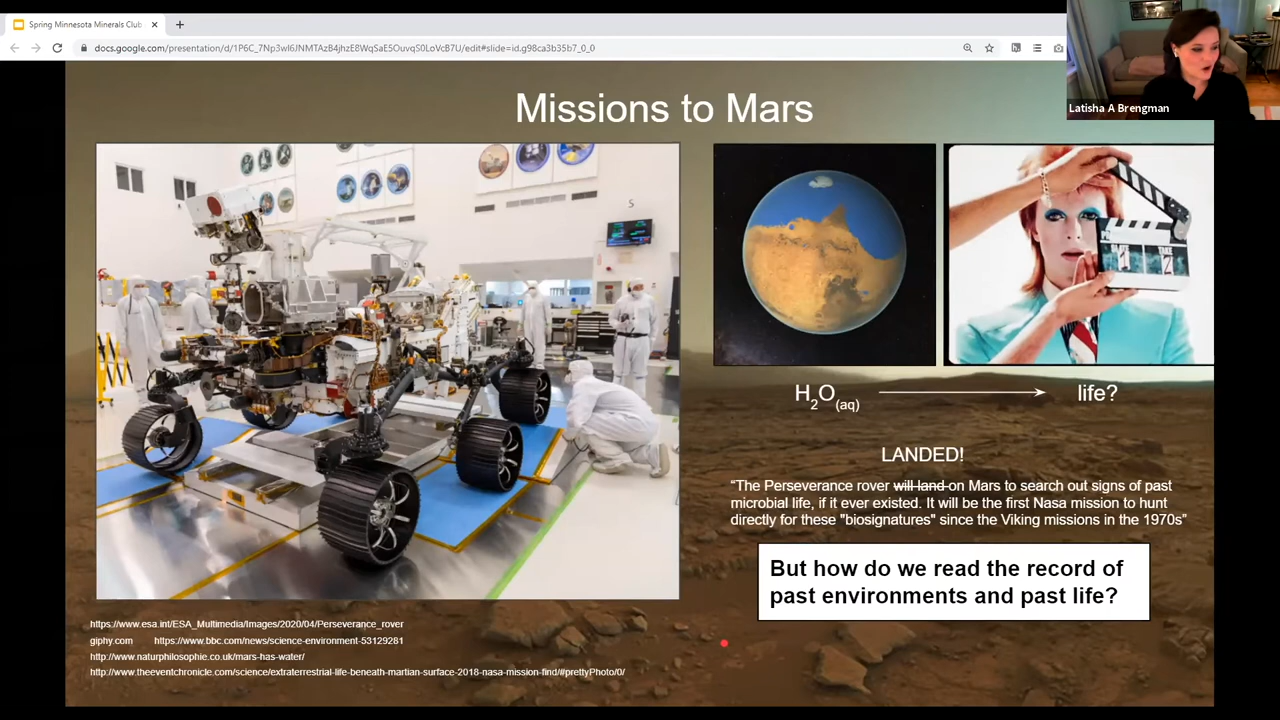 Spring Minnesota Minerals Club
docs.google.com/presentation/d/1P6C_7Np3wI6JNMTAzB4jhzE8WqSaE5OuvqS0LoVcB7U/edit#slide=id.g98ca3b35b7_0_0
Latisha A Brengman
Missions to Mars
S
H2O(aq) life?
LANDED!
“The Perseverance rover will land on Mars to search out signs of past
microbial life, if it ever existed. It will be the first Nasa mission to hunt
directly for these "biosignatures" since the Viking missions in the 1970s”
But how do we read the record of
past environments and past life?
https://www.esa.int/ESA_Multimedia/Images/2020/04/Perseverance_rover
giphy.com https://www.bbc.com/news/science-environment-53129281
http://www.naturphilosophie.co.uk/mars-has-water/
http://www.theeventchronicle.com/science/extraterrestrial-life-beneath-martian-surface-2018-nasa-mission-find/#prettyPhoto/0/